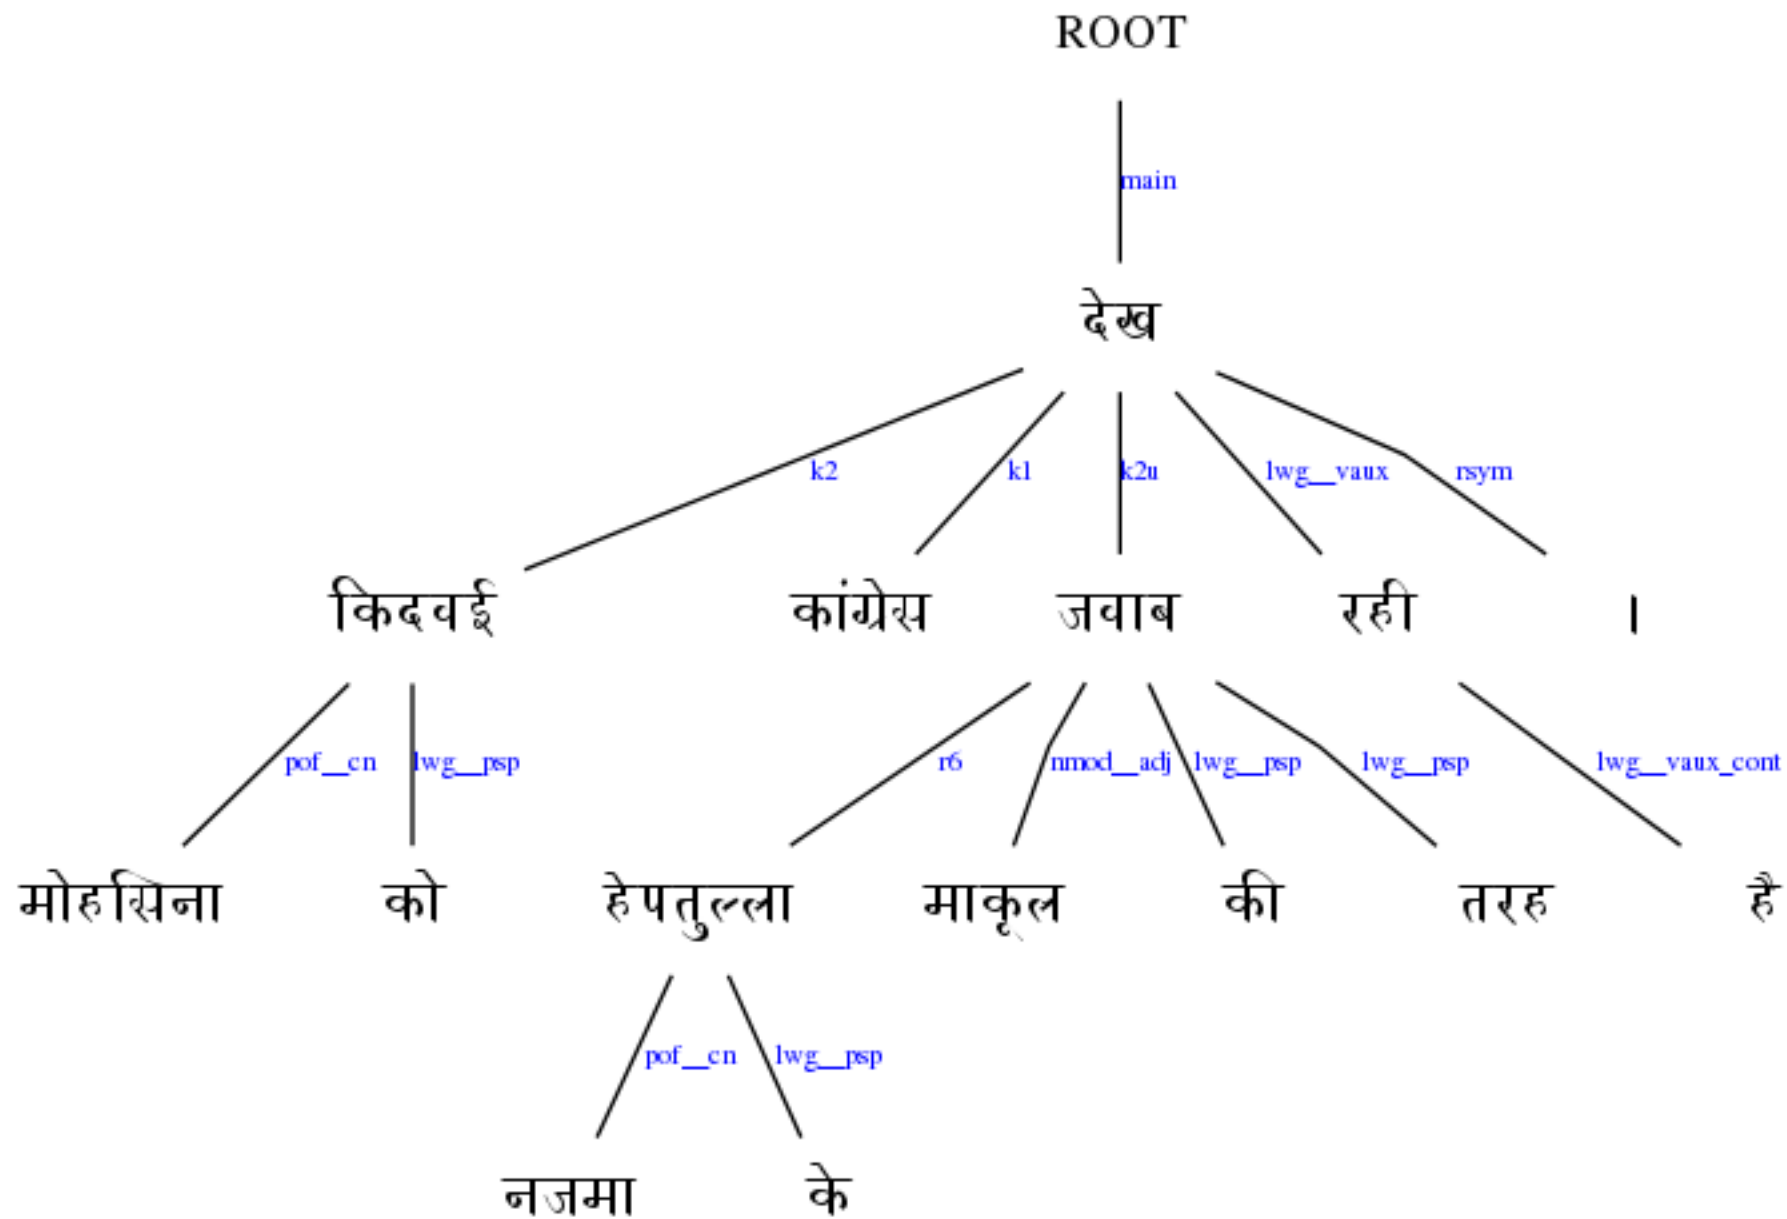 ROOT
main
देख
k2 k1 k2u lwg__vaux rsym
किदवई कांग्रेस जवाब रही ।
pof__cn lwg__psp r6 nmod__adj lwg__psp lwg__psp lwg__vaux_cont
मोहसिना को हेपतुल्ला माकूल की तरह है
pof__cn lwg__psp
नजमा के